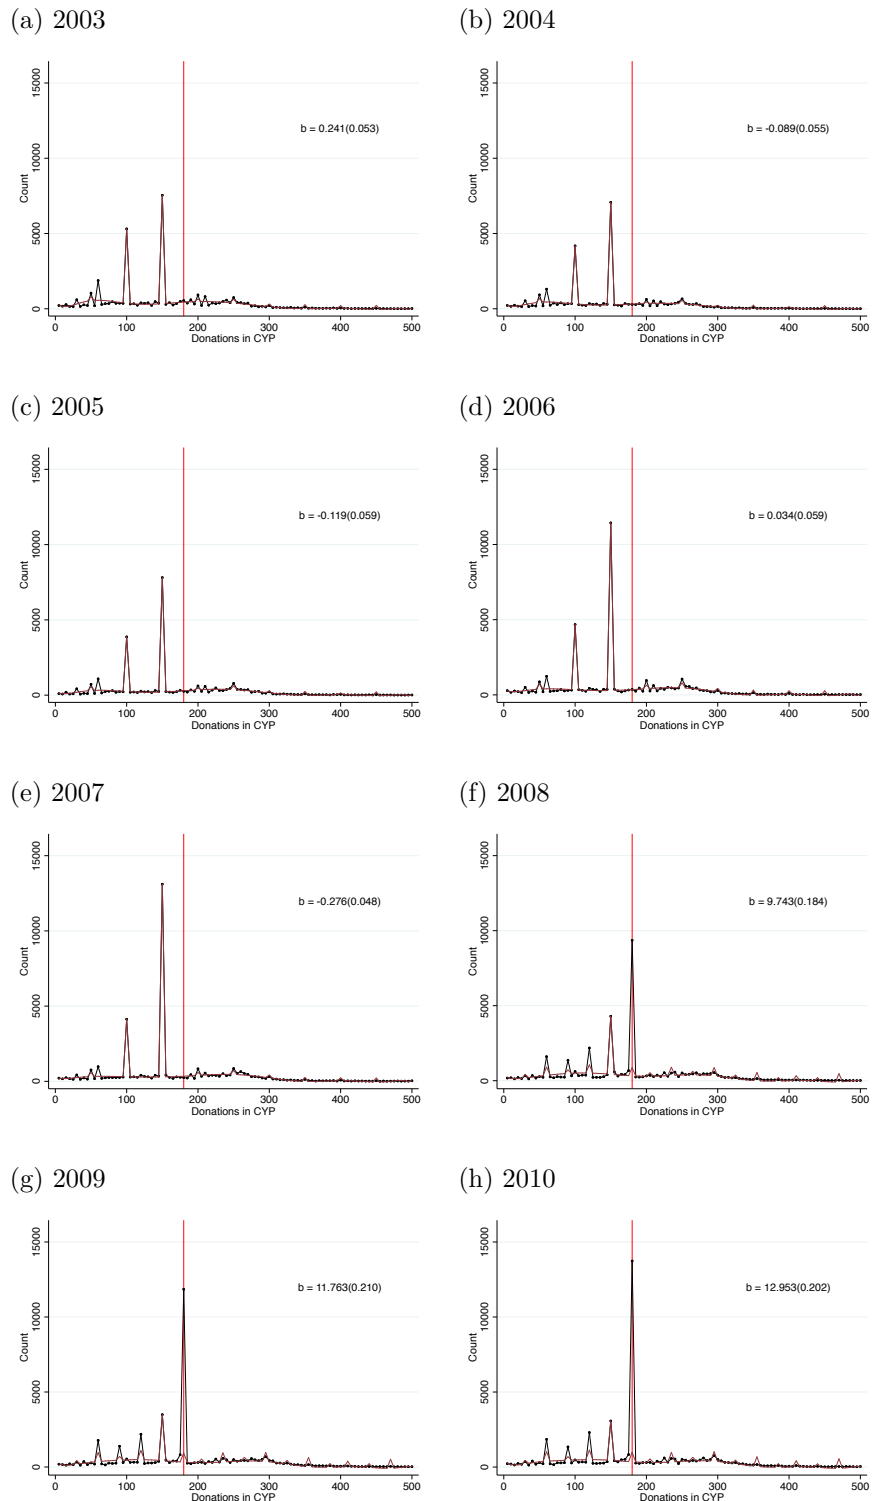 (a) 2003
15000
b = 0.241(0.053)
10000
Count
5000
0
0 100 200 300 400 500
Donations in CYP
(b) 2004
15000
b = -0.089(0.055)
10000
Count
5000
0
0 100 200 300 400 500
Donations in CYP
(c) 2005
15000
b = -0.119(0.059)
10000
Count
5000
0
0 100 200 300 400 500
Donations in CYP
(d) 2006
15000
b = 0.034(0.059)
10000
Count
5000
0
0 100 200 300 400 500
Donations in CYP
(e) 2007
15000
b = -0.276(0.048)
10000
Count
5000
0
0 100 200 300 400 500
Donations in CYP
(f) 2008
15000
b = 9.743(0.184)
10000
Count
5000
0
0 100 200 300 400 500
Donations in CYP
(g) 2009
15000
b = 11.763(0.210)
10000
Count
5000
0
0 100 200 300 400 500
Donations in CYP
(h) 2010
15000
b = 12.953(0.202)
10000
Count
5000
0
0 100 200 300 400 500
Donations in CYP